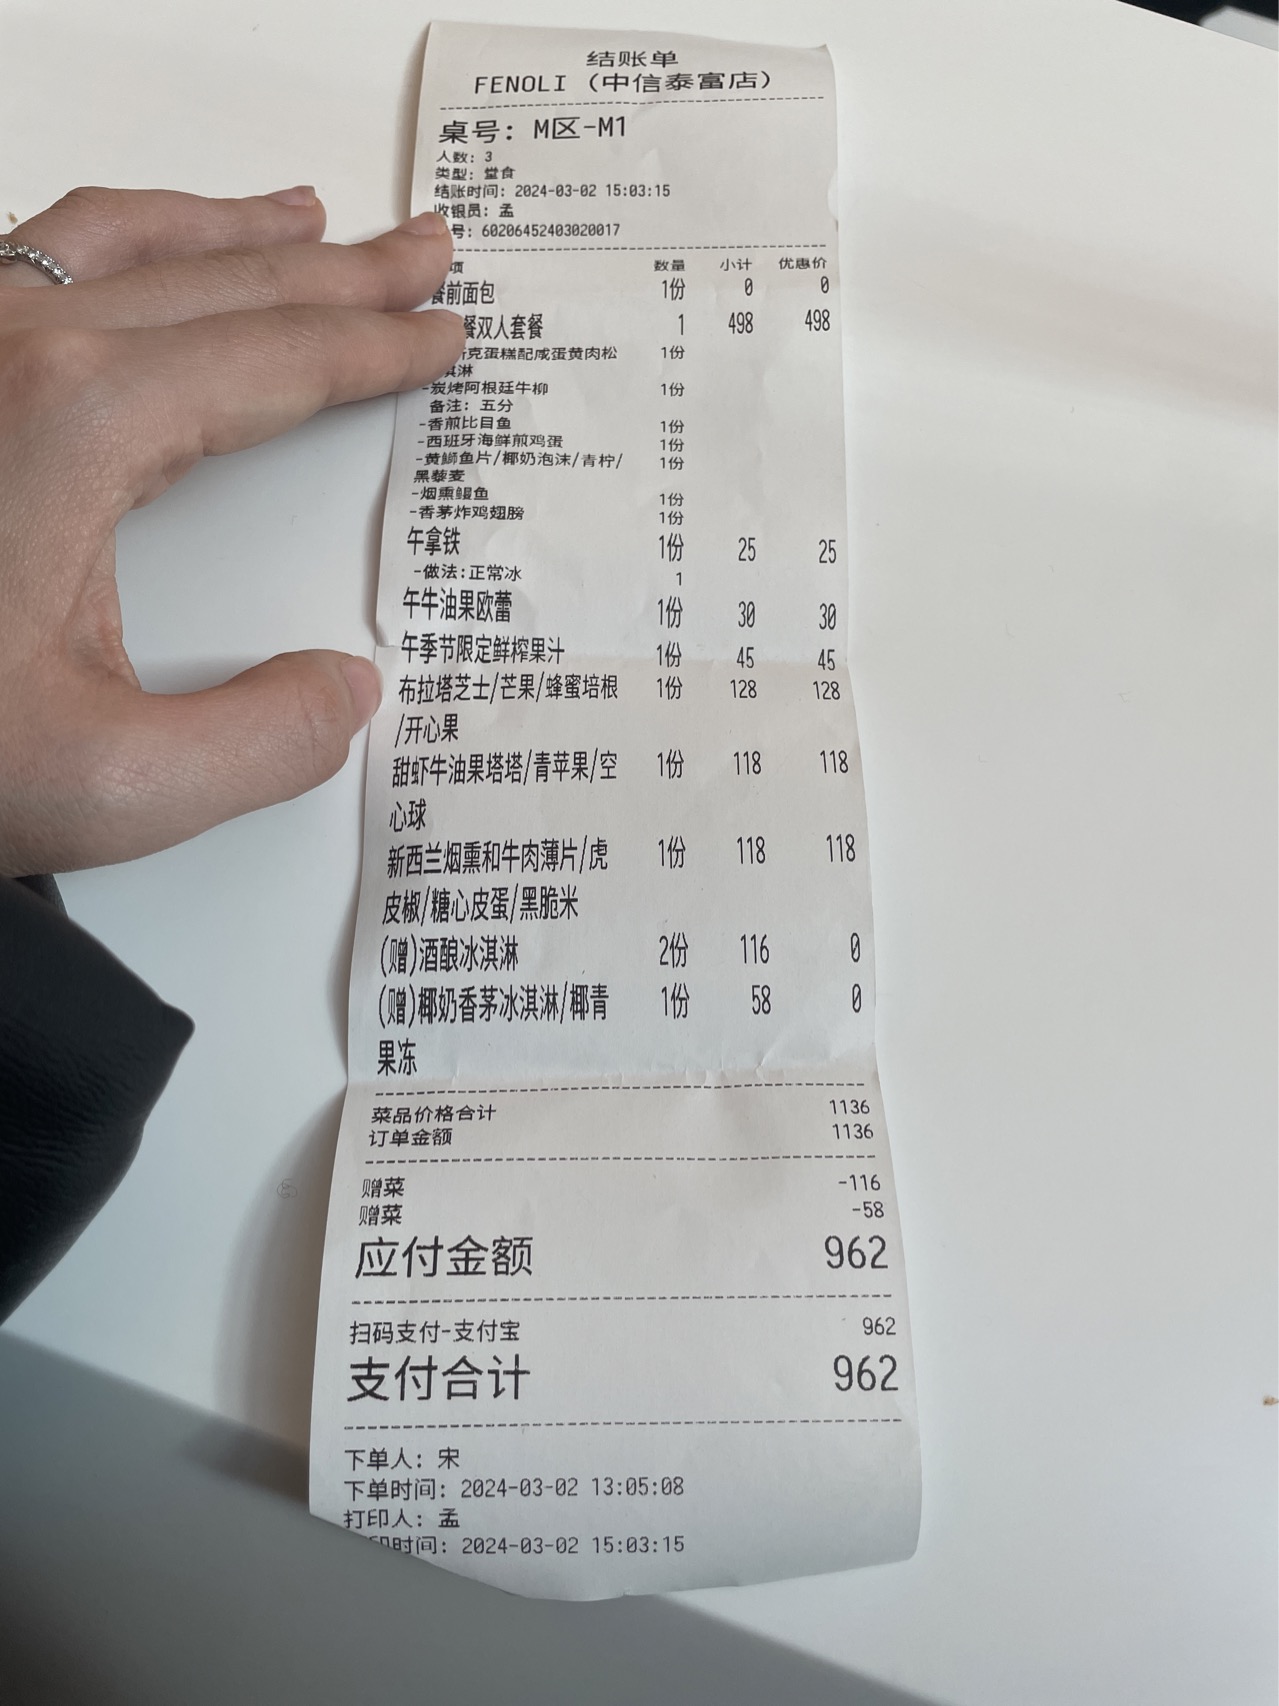 结账单
FENOLI (中信泰富店)
桌号: M区-M1
人数: 3
类型: 堂食
结账时间: 2024-03-02 15:03:15
收银员: 孟
号: 60206452403020017
项 数量 小计 优惠价
餐前面包 1份 0 0
餐双人套餐 1 498 498
克蛋糕配咸蛋黄肉松 1份
淇淋
-炭烤阿根廷牛柳 1份
备注: 五分
-香煎比目鱼 1份
-西班牙海鲜煎鸡蛋 1份
-黄鰤鱼片/椰奶泡沫/青柠/ 1份
黑藜麦
-烟熏鳗鱼 1份
-香茅炸鸡翅膀 1份
午拿铁 1份 25 25
-做法:正常冰 1
午牛油果欧蕾 1份 30 30
午季节限定鲜榨果汁 1份 45 45
布拉塔芝士/芒果/蜂蜜培根 1份 128 128
/开心果
甜虾牛油果塔塔/青苹果/空 1份 118 118
心球
新西兰烟熏和牛肉薄片/虎 1份 118 118
皮椒/糖心皮蛋/黑脆米
(赠)酒酿冰淇淋 2份 116 0
(赠)椰奶香茅冰淇淋/椰青 1份 58 0
果冻
菜品价格合计 1136
订单金额 1136
赠菜 -116
赠菜 -58
应付金额 962
扫码支付-支付宝 962
支付合计 962
下单人: 宋
下单时间: 2024-03-02 13:05:08
打印人: 孟
印时间: 2024-03-02 15:03:15